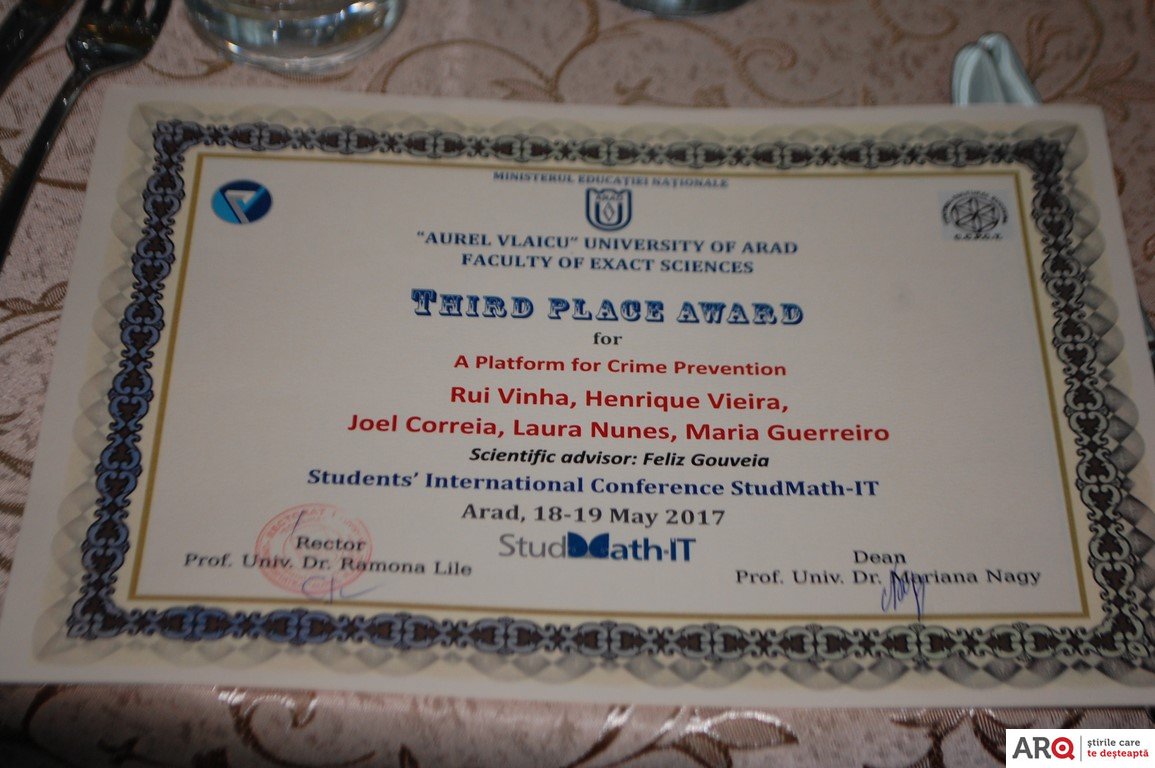 MINISTERUL EDUCAȚIEI NAȚIONALE
ARAD
"AUREL VLAICU" UNIVERSITY OF ARAD
FACULTY OF EXACT SCIENCES
THIRD PLACE AWARD
for
A Platform for Crime Prevention
Rui Vinha, Henrique Vieira,
Joel Correia, Laura Nunes, Maria Guerreiro
Scientific advisor: Feliz Gouveia
Students' International Conference StudMath-IT
Arad, 18-19 May 2017
StudMath-IT
Rector
Prof. Univ. Dr. Ramona Lile
Dean
Prof. Univ. Dr. Mariana Nagy
ARQ
știrile care
te deșteaptă